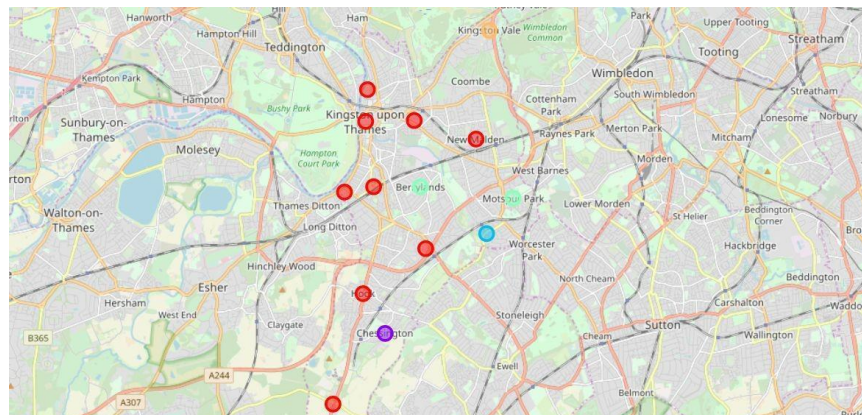 Hanworth
Ham
Kingston Vale
Wimbledon
Common
Park
Upper Tooting
Streatham
Hampton Hill
Teddington
Tooting
Kempton Park
Coombe
Wimbledon
Hampton
Bushy Park
Cottenham
Park
South Wimbledon
Streatham
Sunbury-on-
Thames
Kingston upon
Thames
Lonesome
Norbury
Molesey
New Malden
Raynes Park
Merton Park
Mitcham
Hampton
Court Park
Morden
West Barnes
Berrylands
Walton-on-
Thames
Thames Ditton
Motspur Park
Lower Morden
Beddington
Corner
St Helier
Long Ditton
Hackbridge
Worcester
Park
Hinchley Wood
North Cheam
Beddington
Esher
Hook
Hersham
Carshalton
West End
Stoneleigh
Claygate
Chessington
Sutton
Wallington
B365
Cheam
Ewell
A244
Belmont
A307